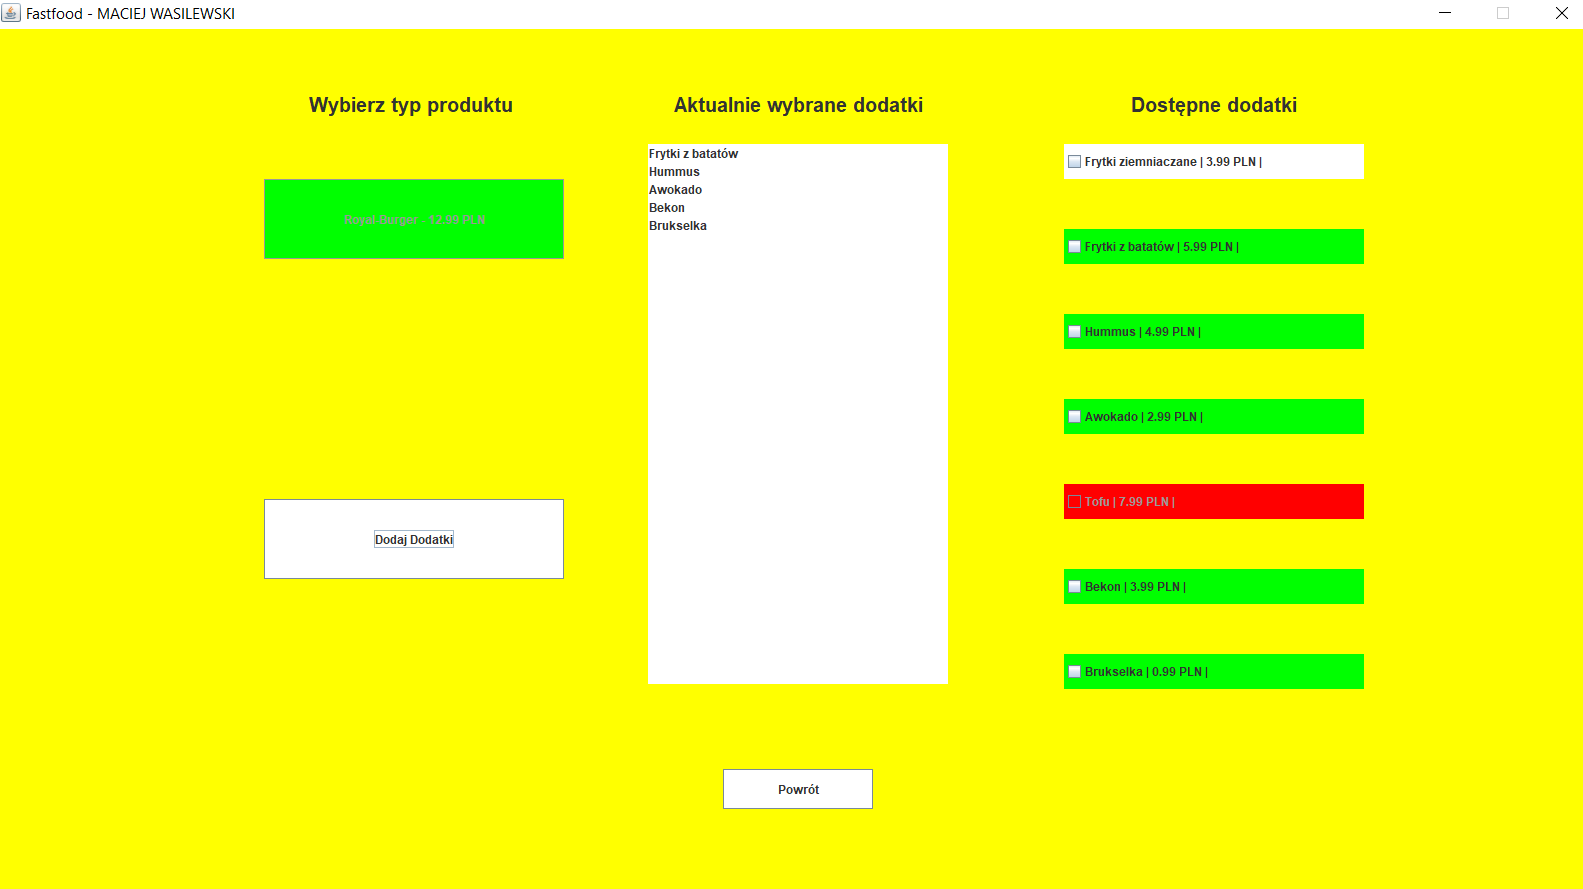 Fastfood - MACIEJ WASILEWSKI
Wybierz typ produktu
Royal Burger - 12.99 PLN
Dodaj Dodatki
Aktualnie wybrane dodatki
Frytki z batatów
Hummus
Awokado
Bekon
Brukselka
Dostępne dodatki
Frytki ziemniaczane | 3.99 PLN |
Frytki z batatów | 5.99 PLN |
Hummus | 4.99 PLN |
Awokado | 2.99 PLN |
Tofu | 7.99 PLN |
Bekon | 3.99 PLN |
Brukselka | 0.99 PLN |
Powrót